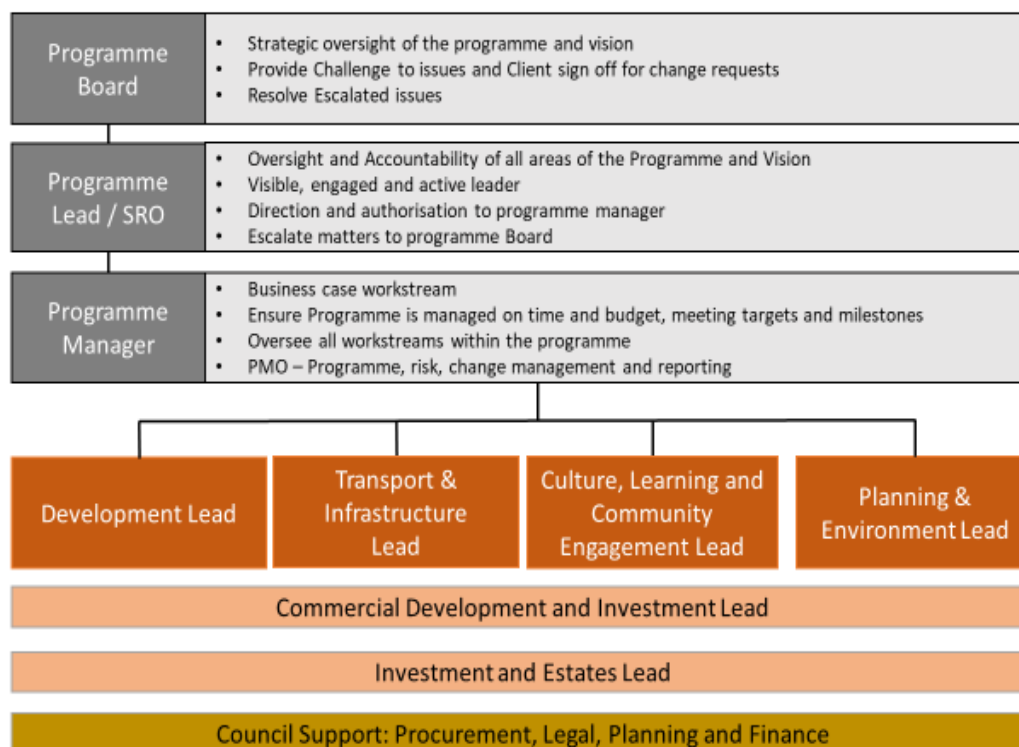 Programme
Board
• Strategic oversight of the programme and vision
• Provide Challenge to issues and Client sign off for change requests
• Resolve Escalated issues
Programme
Lead / SRO
• Oversight and Accountability of all areas of the Programme and Vision
• Visible, engaged and active leader
• Direction and authorisation to programme manager
• Escalate matters to programme Board
Programme
Manager
• Business case workstream
• Ensure Programme is managed on time and budget, meeting targets and milestones
• Oversee all workstreams within the programme
• PMO – Programme, risk, change management and reporting
Development Lead
Transport &
Infrastructure
Lead
Culture, Learning and
Community
Engagement Lead
Planning &
Environment Lead
Commercial Development and Investment Lead
Investment and Estates Lead
Council Support: Procurement, Legal, Planning and Finance